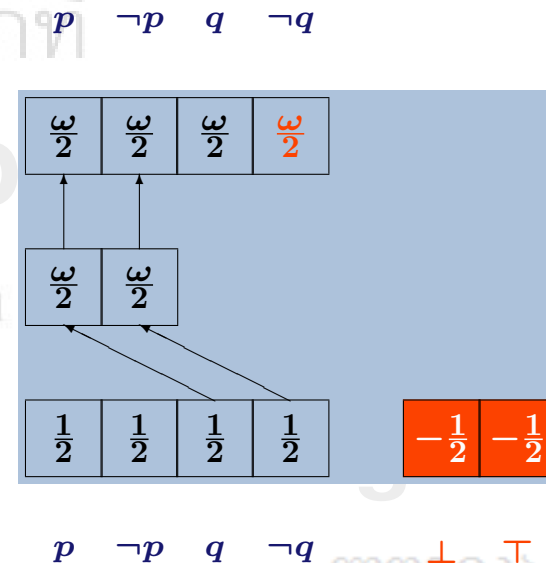 p ¬p q ¬q
ω/2 ω/2 ω/2 ω/2
ω/2 ω/2
1/2 1/2 1/2 1/2 −1/2 −1/2
p ¬p q ¬q ⊥ ⊤